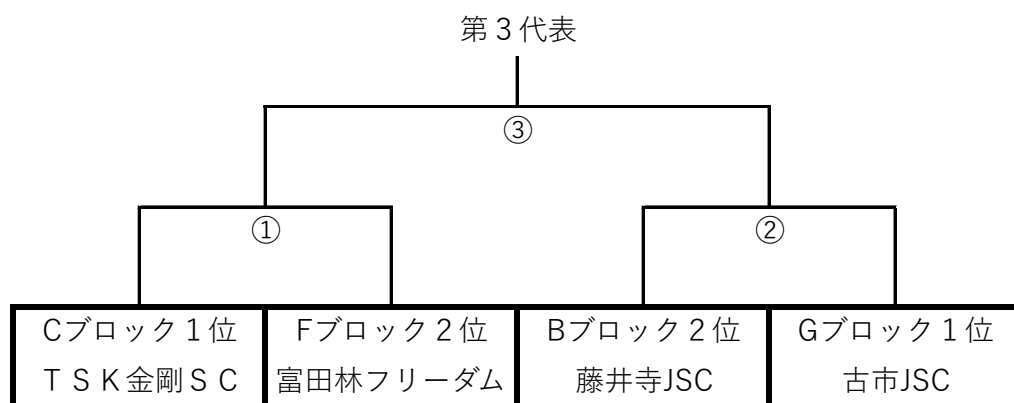 第３代表
③
①
②
Cブロック１位
Fブロック２位
Bブロック２位
Gブロック１位
ＴＳＫ金剛ＳＣ
富田林フリーダム
藤井寺JSC
古市JSC